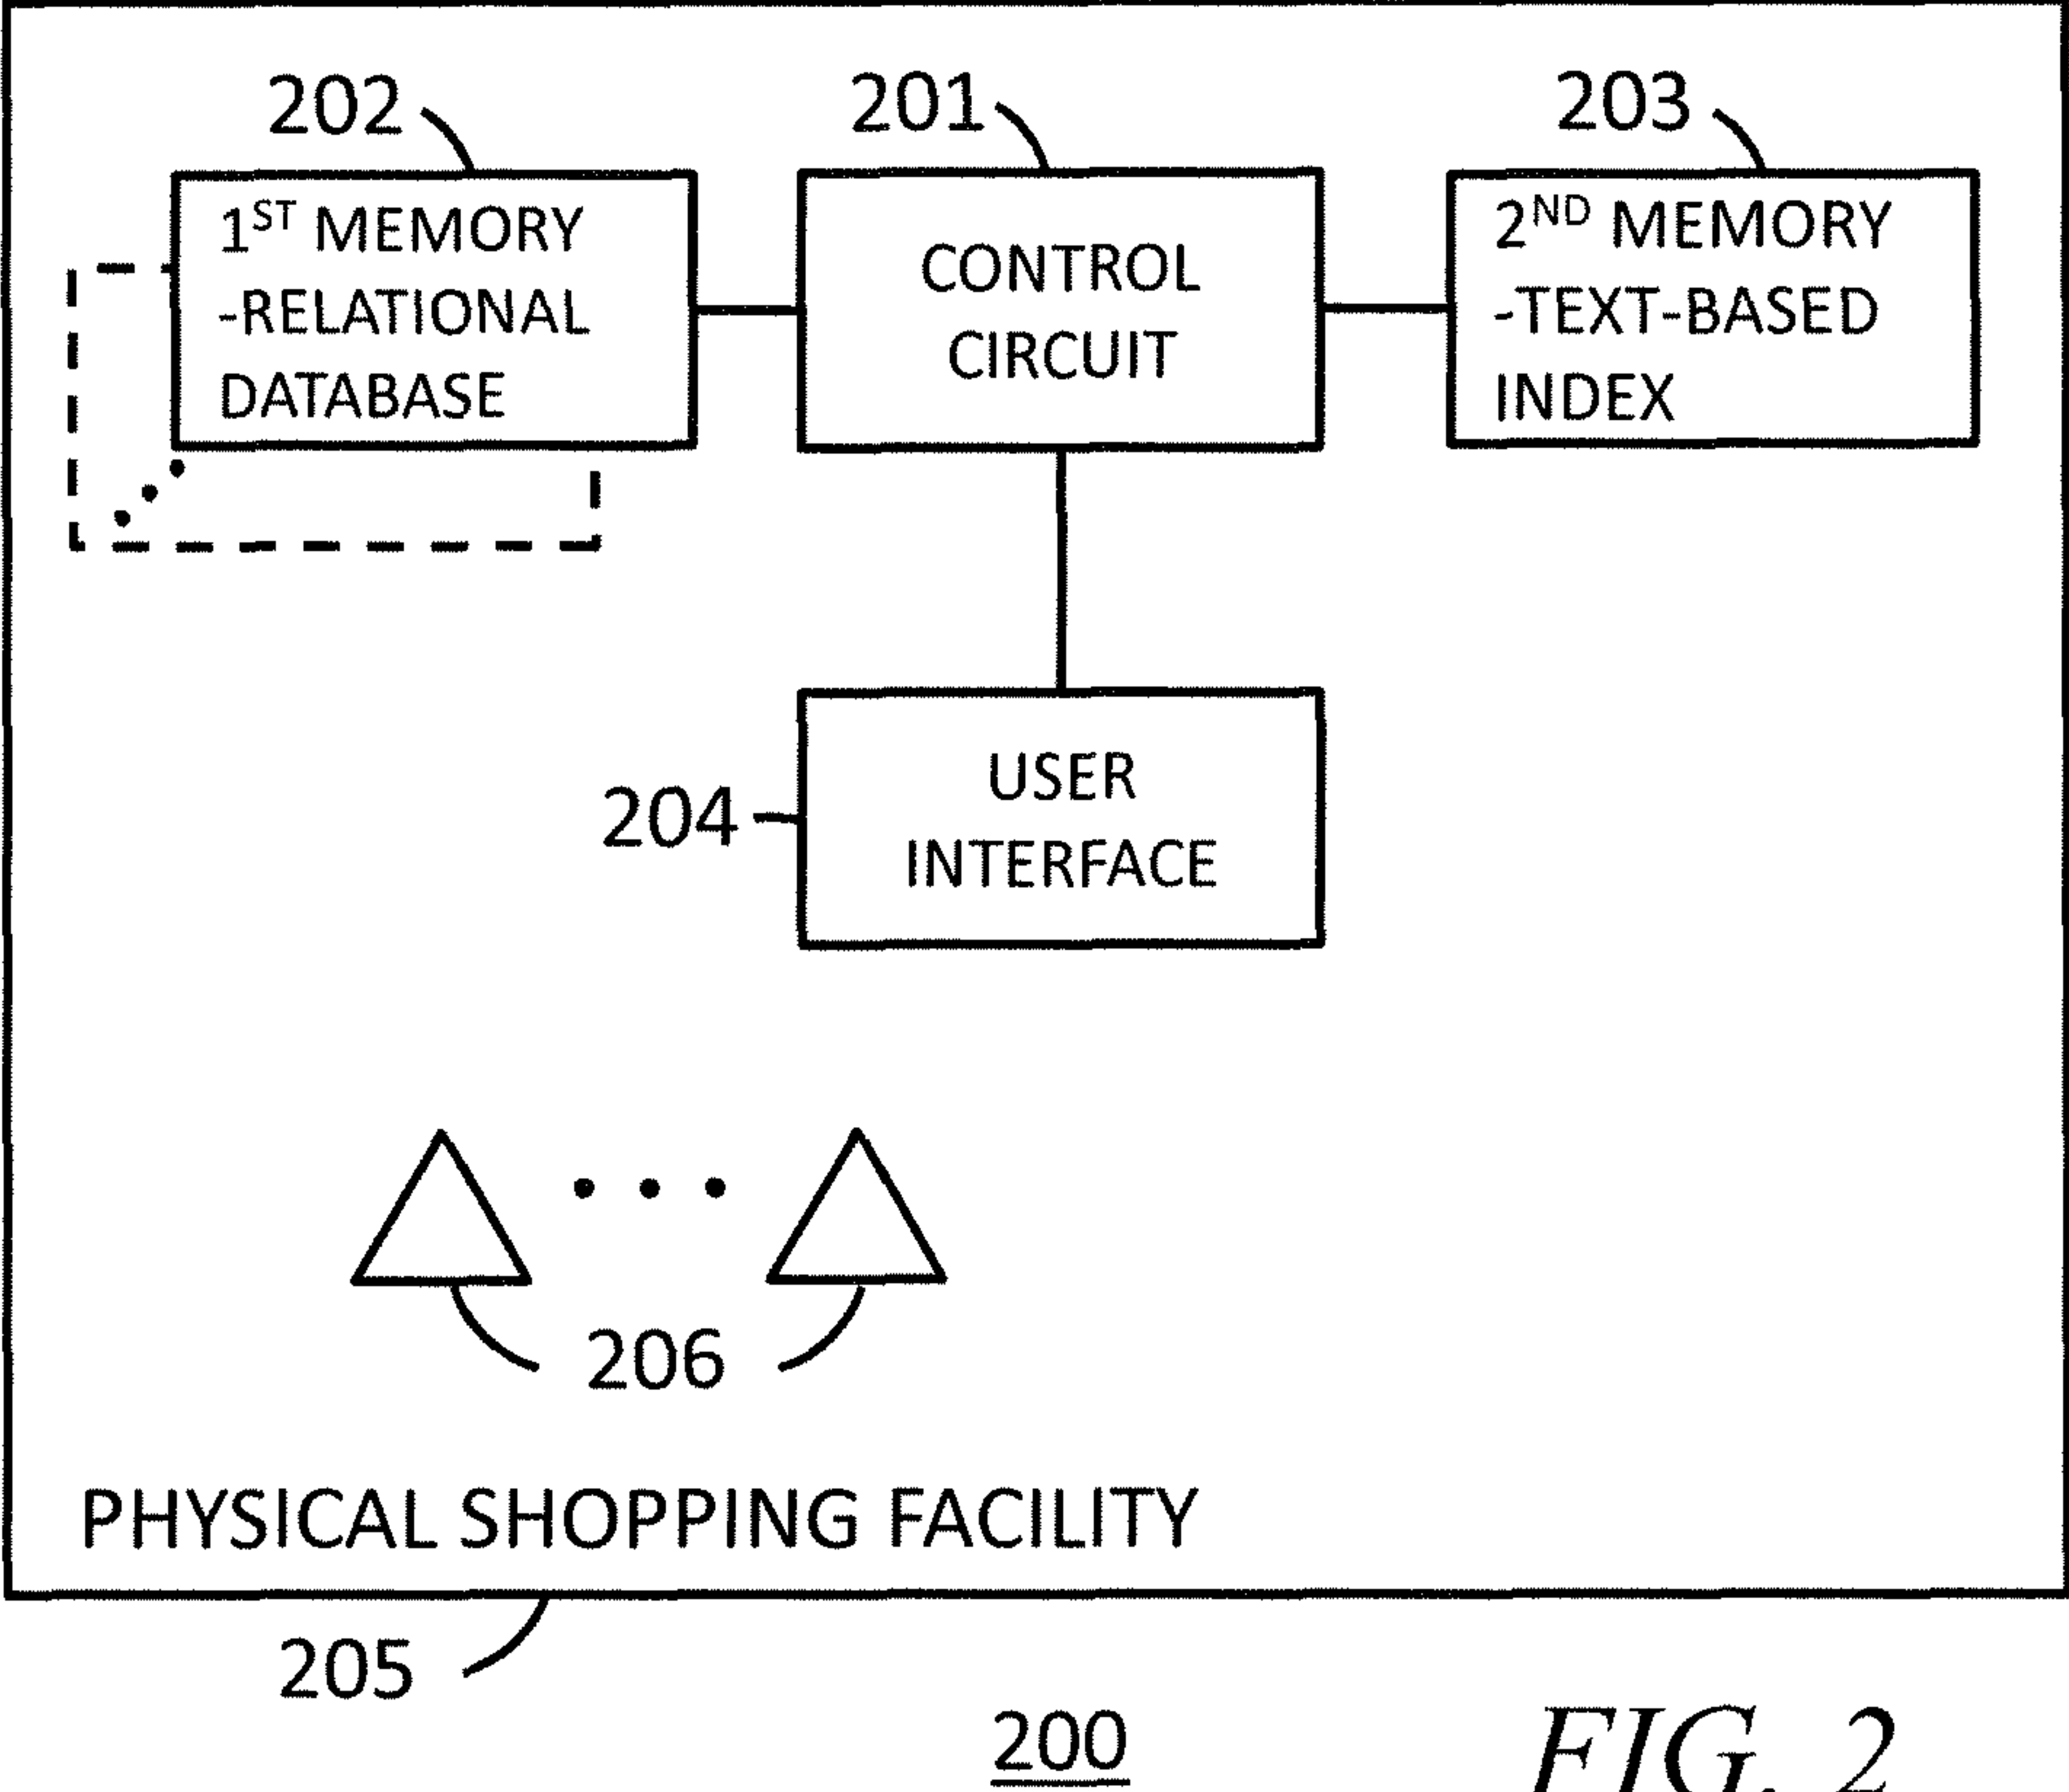 202
201
203
1ST MEMORY
-RELATIONAL
DATABASE
CONTROL
CIRCUIT
2ND MEMORY
-TEXT-BASED
INDEX
204
USER
INTERFACE
206
PHYSICAL SHOPPING FACILITY
205
200
FIG. 2